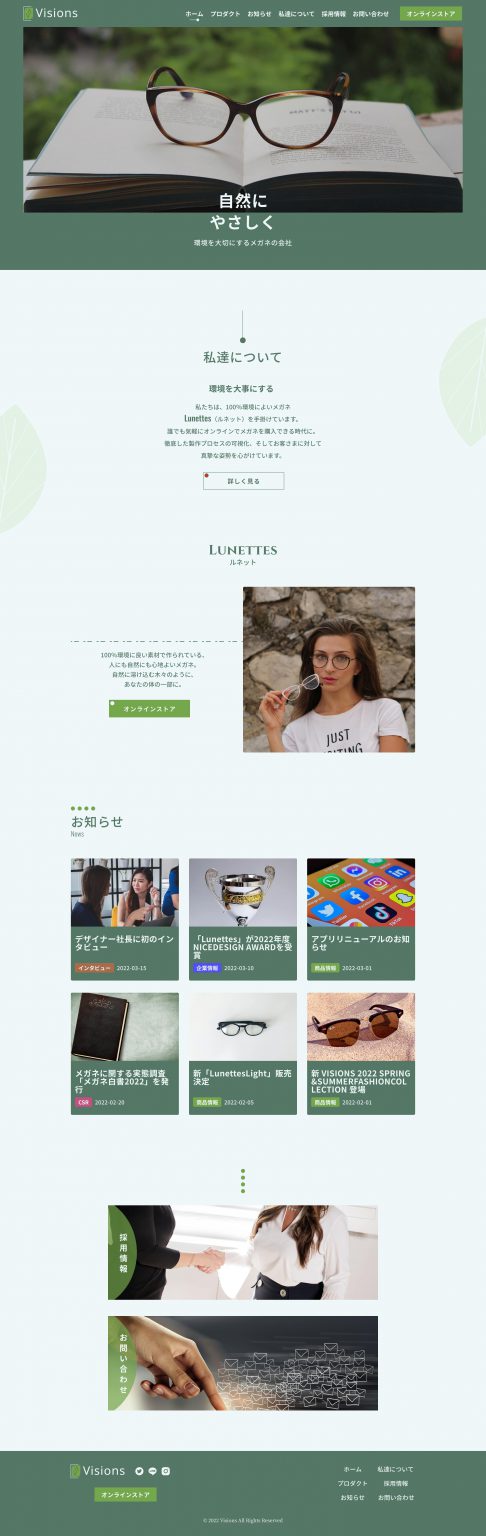 Visions
ホーム プロダクト お知らせ 私達について 採用情報 お問い合わせ オンラインストア
自然に
やさしく
環境を大切にするメガネの会社
私達について
環境を大事にする
私たちは、100%環境によいメガネ
Lunettes（ルネット）を手掛けています。
誰でも気軽にオンラインでメガネを購入できる時代に。
徹底した製作プロセスの可視化、そしてお客さまに対して
真摯な姿勢を心がけています。
詳しく見る
LUNETTES
ルネット
100%環境に良い素材で作られている、
人にも自然にも心地よいメガネ。
自然に溶け込む木々のように。
あなたの体の一部に。
オンラインストア
JUST
VISITING
お知らせ
News
デザイナー社長に初のイン
タビュー
インタビュー 2022-03-15
「Lunettes」が2022年度
NICEDESIGN AWARDを受
賞
企業情報 2022-03-10
アプリリニューアルのお知
らせ
商品情報 2022-03-01
メガネに関する実態調査
「メガネ白書2022」を発
行
CSR 2022-02-20
新「LunettesLight」販売
決定
商品情報 2022-02-05
新 VISIONS 2022 SPRING
&SUMMERFASHIONCOL
LECTION 登場
商品情報 2022-02-01
採用情報
お問い合わせ
Visions
オンラインストア
ホーム 私達について
プロダクト 採用情報
お知らせ お問い合わせ
© 2022 Visions All Rights Reserved